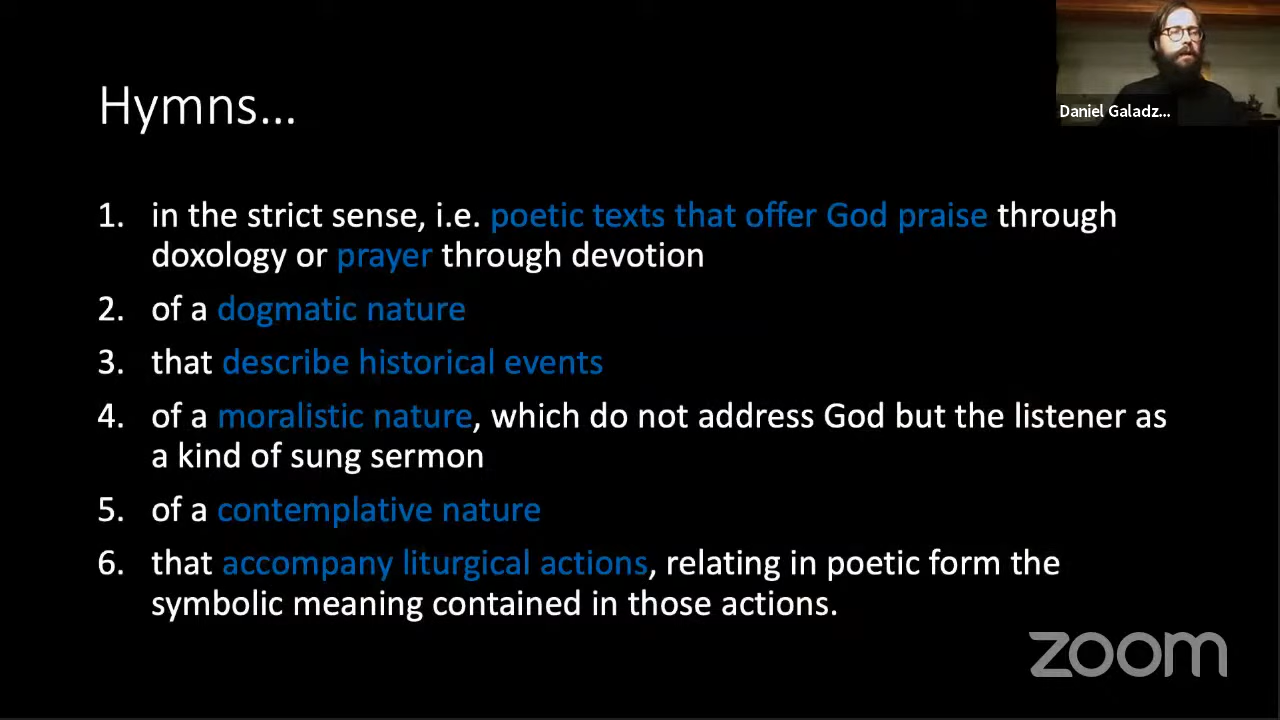 Daniel Galadz...
Hymns...
1. in the strict sense, i.e. poetic texts that offer God praise through
doxology or prayer through devotion
2. of a dogmatic nature
3. that describe historical events
4. of a moralistic nature, which do not address God but the listener as
a kind of sung sermon
5. of a contemplative nature
6. that accompany liturgical actions, relating in poetic form the
symbolic meaning contained in those actions.
zoom